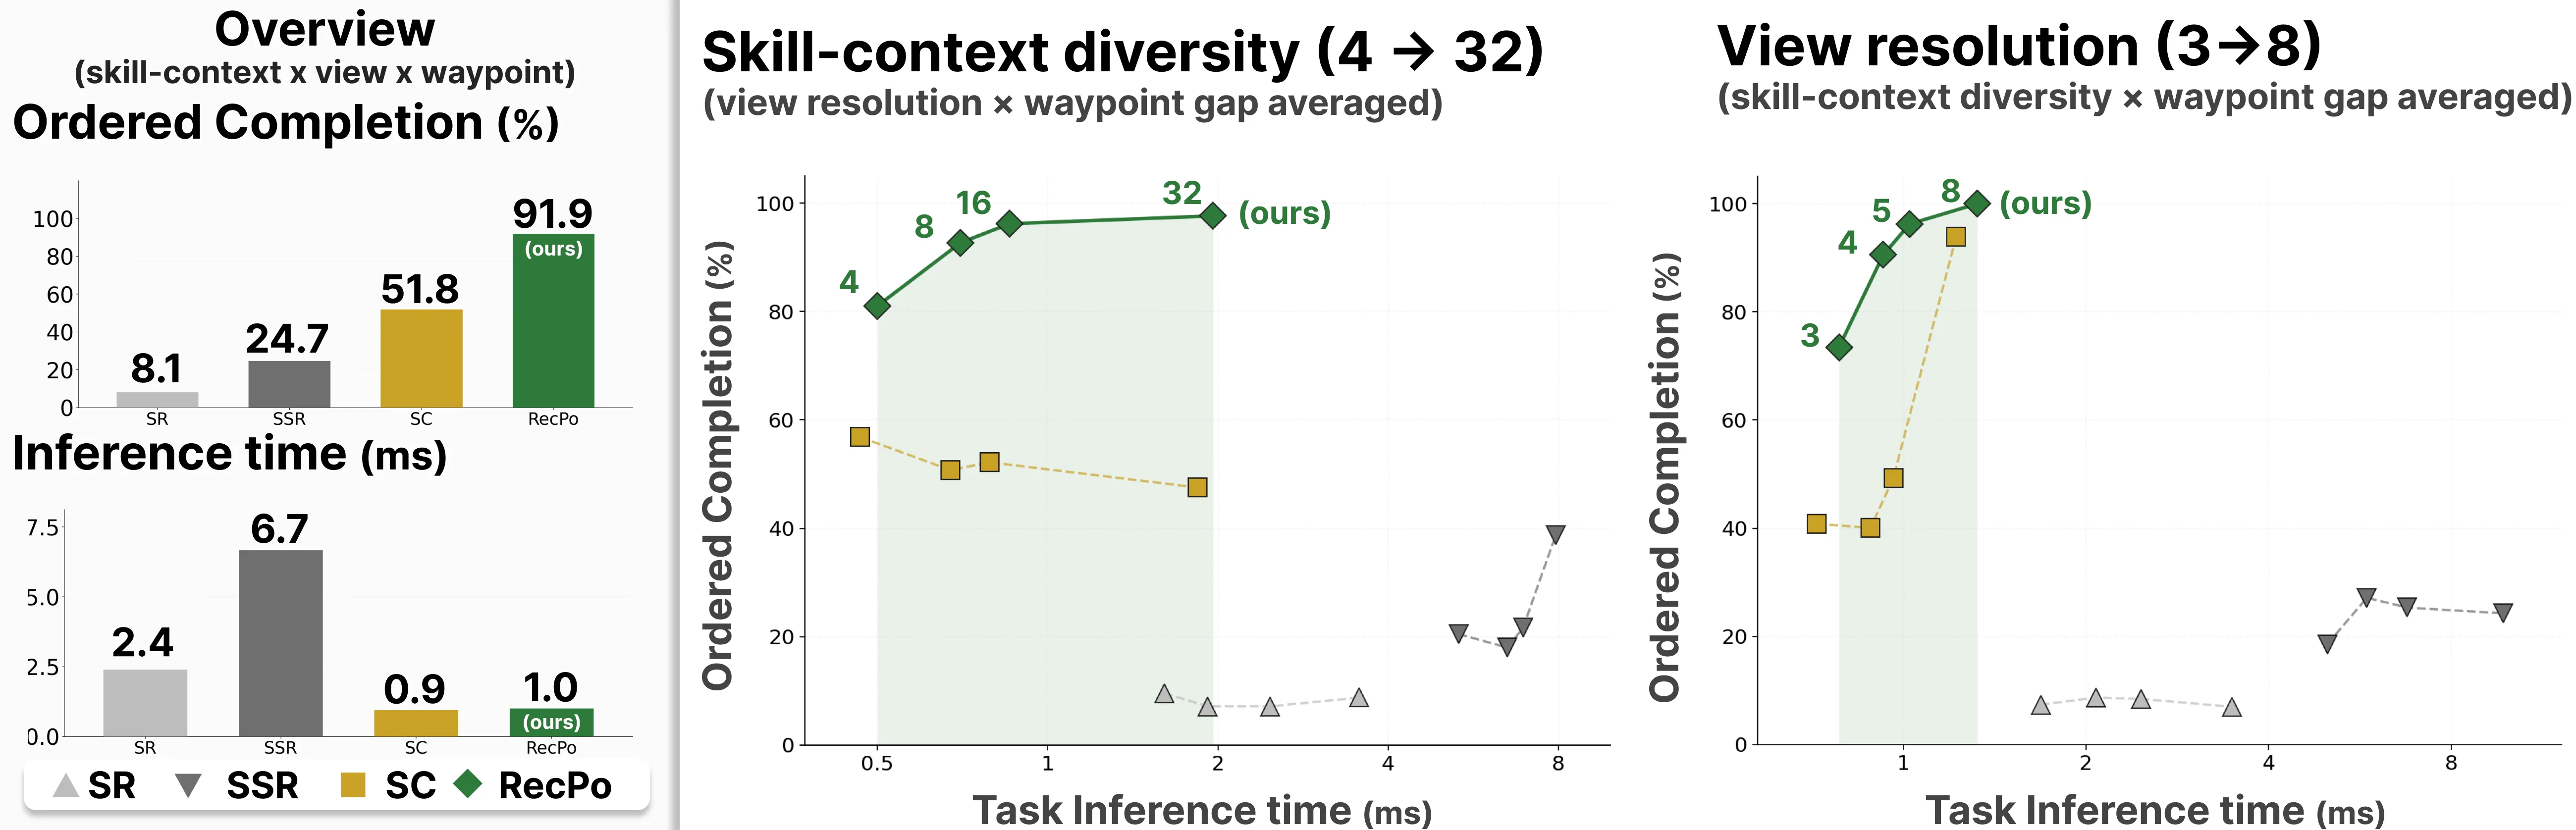 Overview
(skill-context x view x waypoint)
Ordered Completion (%)
100
80
60
40
20
0
8.1
24.7
51.8
91.9
(ours)
SR
SSR
SC
RecPo
Inference time (ms)
7.5
5.0
2.5
0.0
2.4
6.7
0.9
1.0
(ours)
SR
SSR
SC
RecPo
SR
SSR
SC
RecPo
Skill-context diversity (4 → 32)
(view resolution × waypoint gap averaged)
Ordered Completion (%)
100
80
60
40
20
0
4
8
16
32
(ours)
0.5
1
2
4
8
Task Inference time (ms)
View resolution (3→8)
(skill-context diversity × waypoint gap averaged)
Ordered Completion (%)
100
80
60
40
20
0
3
4
5
8
(ours)
1
2
4
8
Task Inference time (ms)